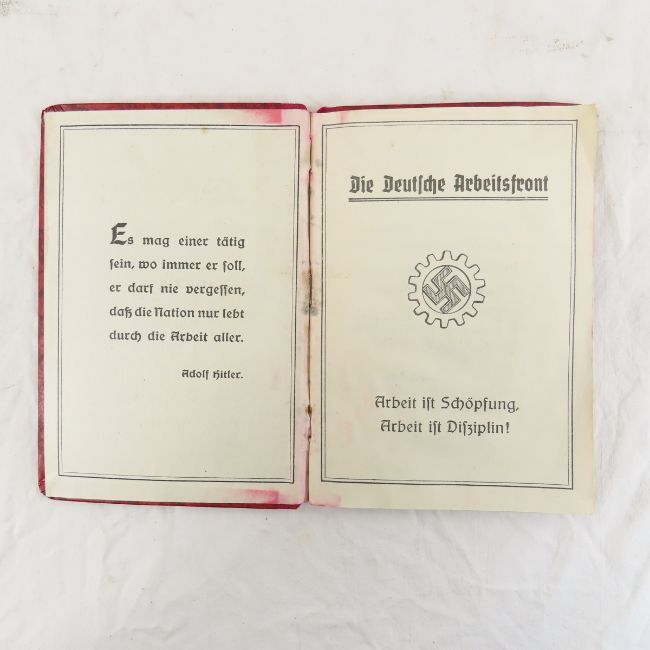 Es mag einer tätig
sein, wo immer er soll,
er darf nie vergessen,
daß die Nation nur lebt
durch die Arbeit aller.
Adolf Hitler.
Die Deutsche Arbeitsfront
Arbeit ist Schöpfung,
Arbeit ist Disziplin!